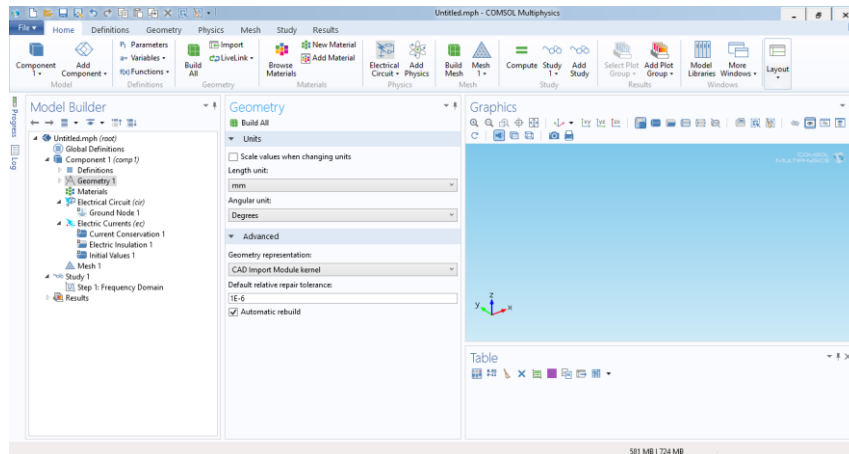 Untitled.mph - COMSOL Multiphysics
File Home Definitions Geometry Physics Mesh Study Results
Component 1
Add Component
Model
Pi Parameters
a= Variables
f(x) Functions
Definitions
Build All
Import
LiveLink
Geometry
Browse Materials
New Material
Add Material
Materials
Electrical Circuit
Add Physics
Physics
Build Mesh
Mesh 1
Mesh
Compute
Study 1
Add Study
Study
Select Plot Group
Add Plot Group
Results
Model Libraries
More Windows
Windows
Layout
Progress
Log
Model Builder
Untitled.mph (root)
Global Definitions
Component 1 (comp1)
Definitions
Geometry 1
Materials
Electrical Circuit (cir)
Ground Node 1
Electric Currents (ec)
Current Conservation 1
Electric Insulation 1
Initial Values 1
Mesh 1
Study 1
Step 1: Frequency Domain
Results
Geometry
Build All
Units
Scale values when changing units
Length unit:
mm
Angular unit:
Degrees
Advanced
Geometry representation:
CAD Import Module kernel
Default relative repair tolerance:
1E-6
Automatic rebuild
Graphics
COMSOL
MULTIPHYSICS
z
y
x
Table
581 MB | 724 MB